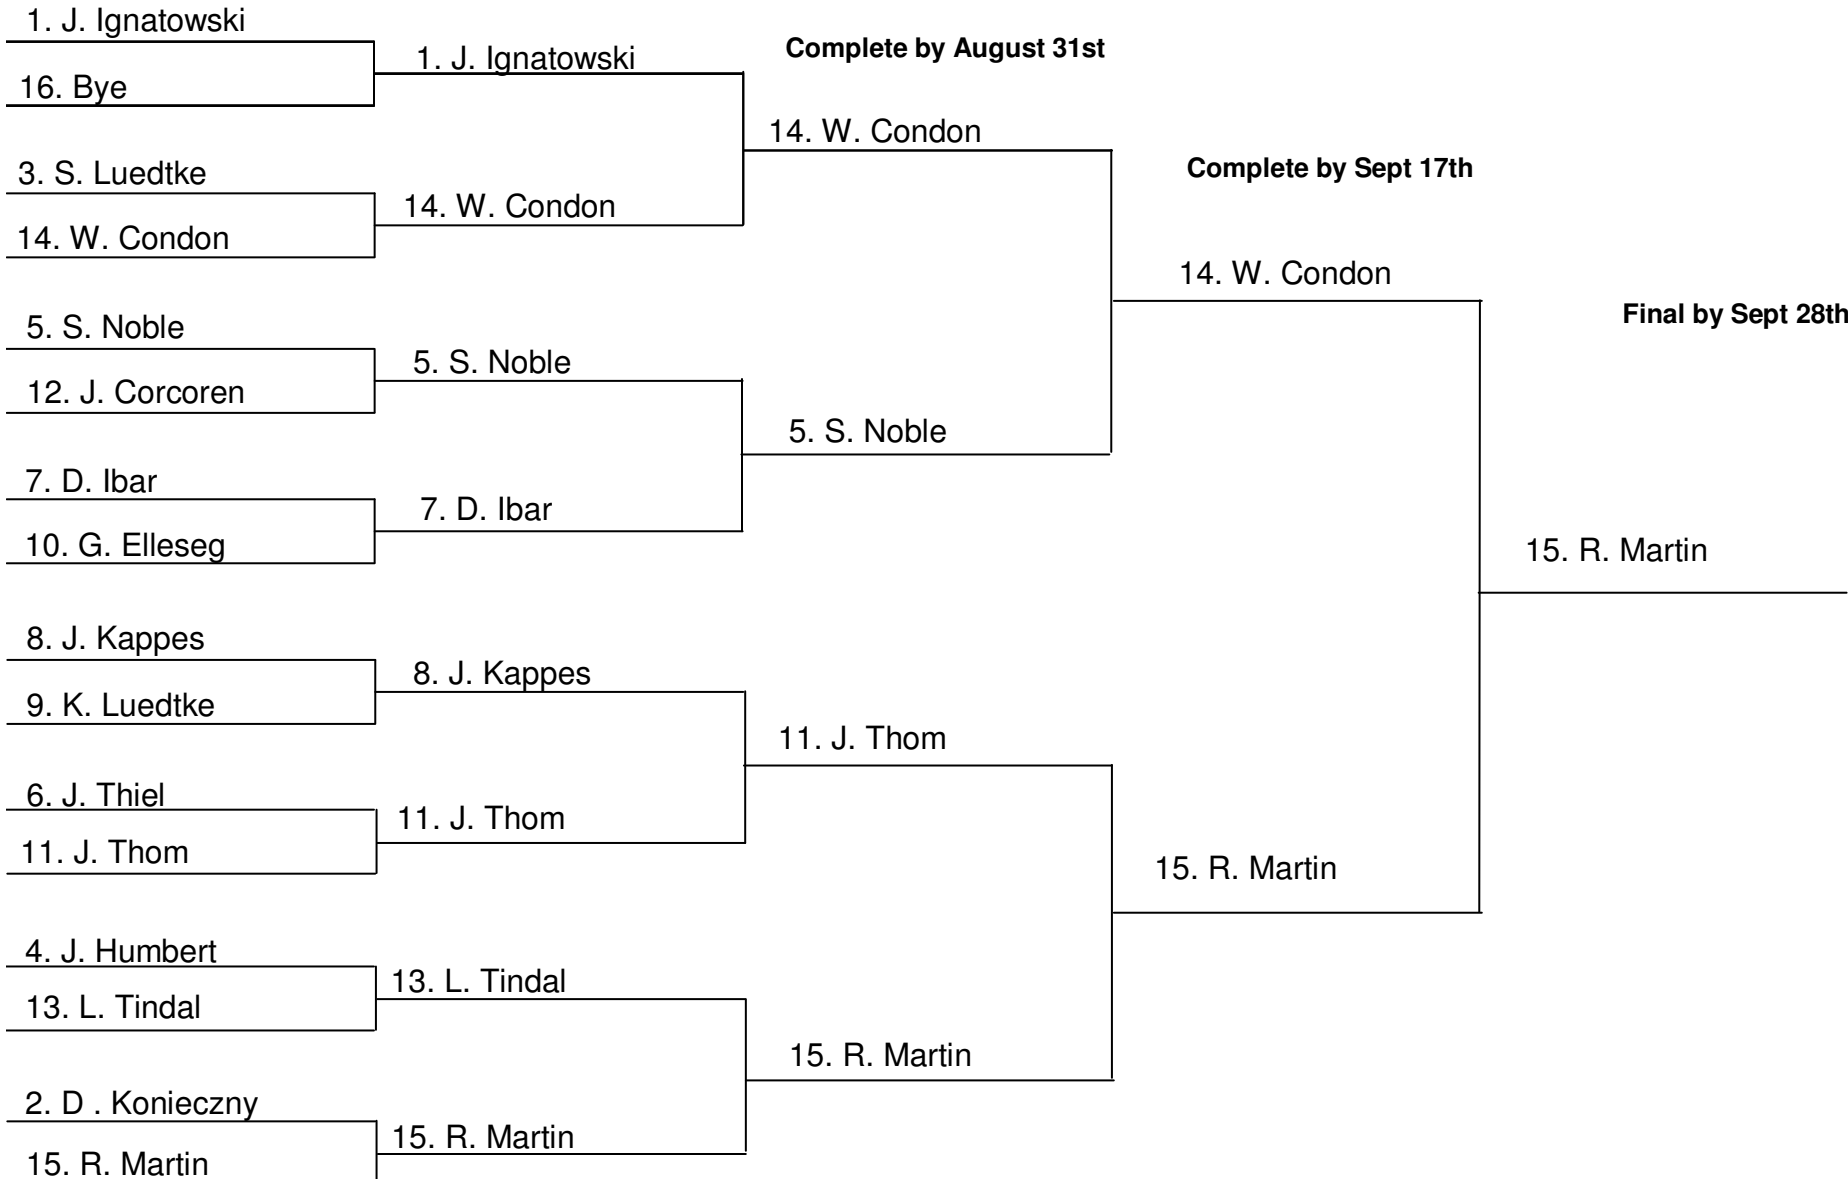 1. J. Ignatowski
16. Bye
3. S. Luedtke
14. W. Condon
5. S. Noble
12. J. Corcoren
7. D. Ibar
10. G. Elleseg
8. J. Kappes
9. K. Luedtke
6. J. Thiel
11. J. Thom
4. J. Humbert
13. L. Tindal
2. D . Konieczny
15. R. Martin
1. J. Ignatowski
14. W. Condon
5. S. Noble
7. D. Ibar
8. J. Kappes
11. J. Thom
13. L. Tindal
15. R. Martin
Complete by August 31st
14. W. Condon
5. S. Noble
11. J. Thom
15. R. Martin
Complete by Sept 17th
14. W. Condon
15. R. Martin
Final by Sept 28th
15. R. Martin